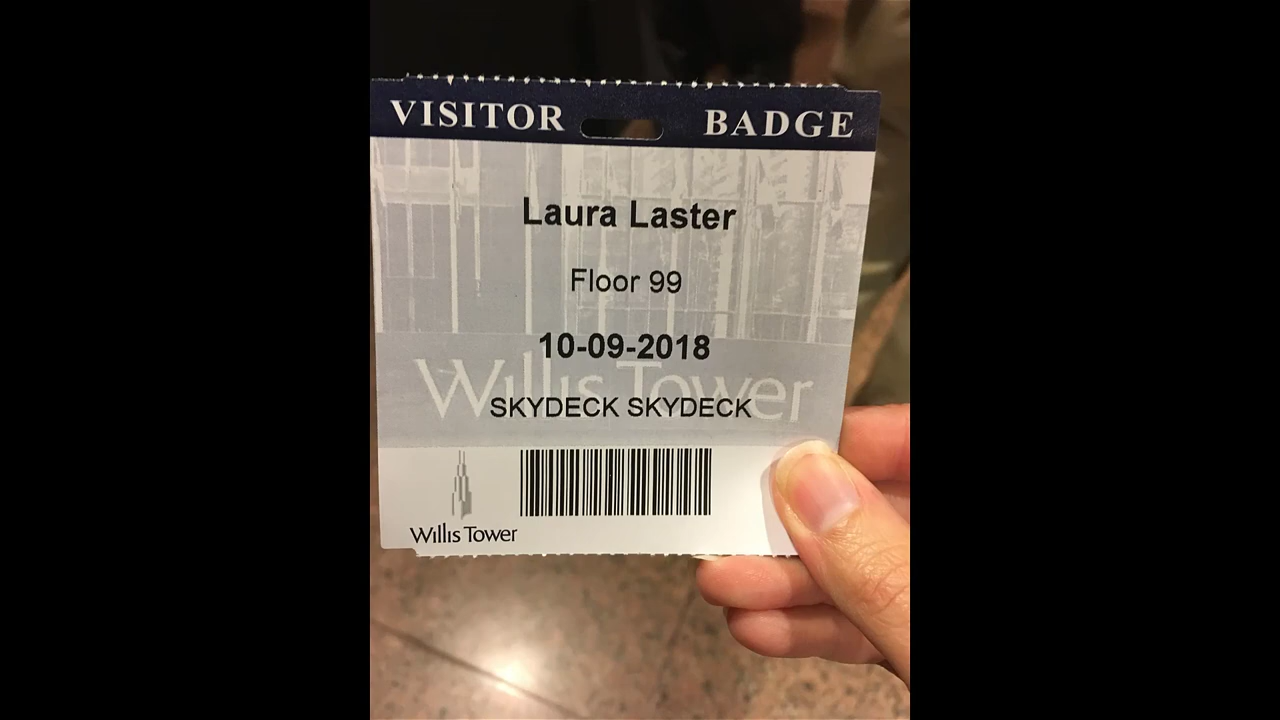 VISITOR BADGE
Laura Laster
Floor 99
10-09-2018
Willis Tower
SKYDECK SKYDECK
Willis Tower